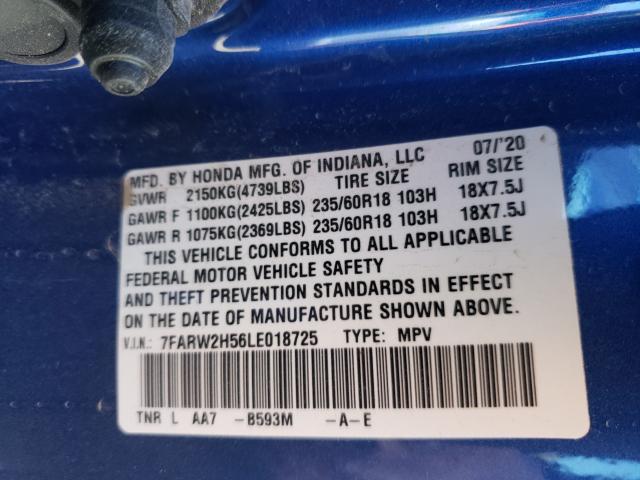 MFD. BY HONDA MFG. OF INDIANA, LLC 07/'20
GVWR 2150KG(4739LBS) TIRE SIZE RIM SIZE
GAWR F 1100KG(2425LBS) 235/60R18 103H 18X7.5J
GAWR R 1075KG(2369LBS) 235/60R18 103H 18X7.5J
THIS VEHICLE CONFORMS TO ALL APPLICABLE
FEDERAL MOTOR VEHICLE SAFETY
AND THEFT PREVENTION STANDARDS IN EFFECT
ON THE DATE OF MANUFACTURE SHOWN ABOVE.
V.I.N.: 7FARW2H56LE018725 TYPE: MPV
TNR L AA7 -B593M -A-E